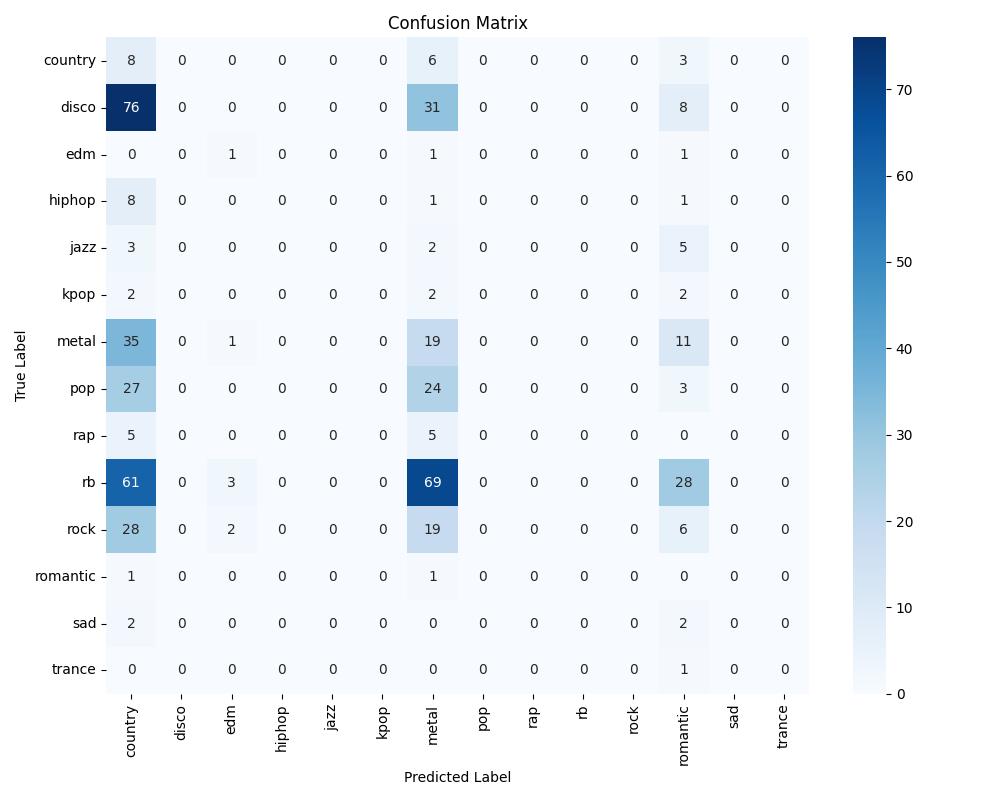 Confusion Matrix
True Label
country 8 0 0 0 0 0 6 0 0 0 0 3 0 0
disco 76 0 0 0 0 0 31 0 0 0 0 8 0 0
edm 0 0 1 0 0 0 1 0 0 0 0 1 0 0
hiphop 8 0 0 0 0 0 1 0 0 0 0 1 0 0
jazz 3 0 0 0 0 0 2 0 0 0 0 5 0 0
kpop 2 0 0 0 0 0 2 0 0 0 0 2 0 0
metal 35 0 1 0 0 0 19 0 0 0 0 11 0 0
pop 27 0 0 0 0 0 24 0 0 0 0 3 0 0
rap 5 0 0 0 0 0 5 0 0 0 0 0 0 0
rb 61 0 3 0 0 0 69 0 0 0 0 28 0 0
rock 28 0 2 0 0 0 19 0 0 0 0 6 0 0
romantic 1 0 0 0 0 0 1 0 0 0 0 0 0 0
sad 2 0 0 0 0 0 0 0 0 0 0 2 0 0
trance 0 0 0 0 0 0 0 0 0 0 0 1 0 0
country disco edm hiphop jazz kpop metal pop rap rb rock romantic sad trance
Predicted Label
70
60
50
40
30
20
10
0